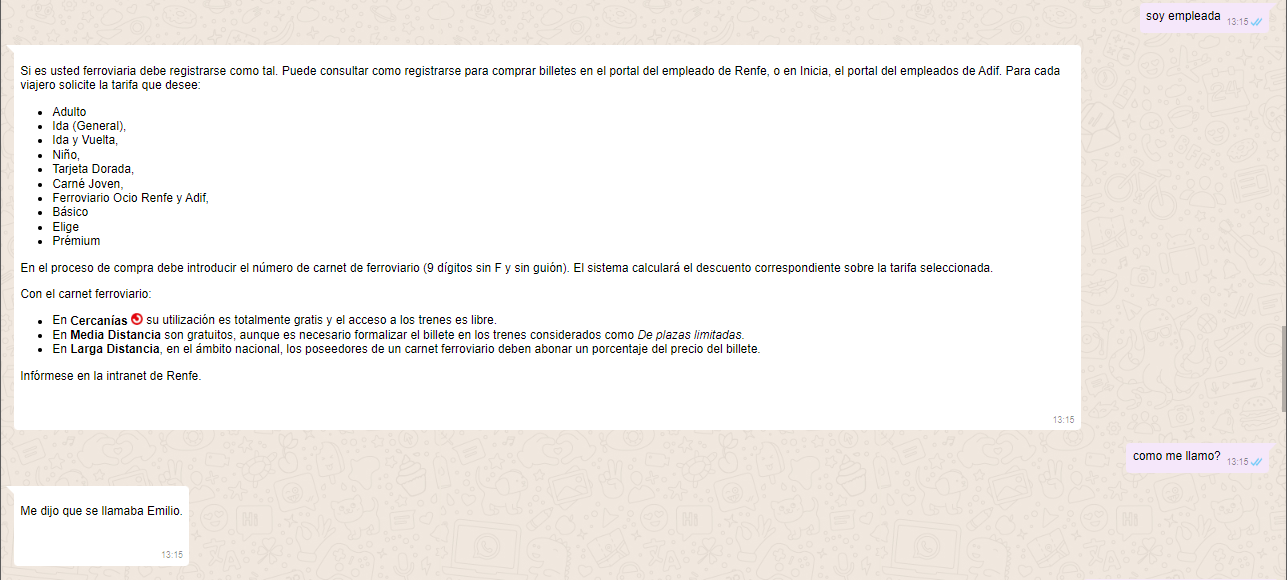 soy empleada 13:15
Si es usted ferroviaria debe registrarse como tal. Puede consultar como registrarse para comprar billetes en el portal del empleado de Renfe, o en Inicia, el portal del empleados de Adif. Para cada
viajero solicite la tarifa que desee:
Adulto
Ida (General),
Ida y Vuelta,
Niño,
Tarjeta Dorada,
Carné Joven,
Ferroviario Ocio Renfe y Adif,
Básico
Elige
Prémium
En el proceso de compra debe introducir el número de carnet de ferroviario (9 dígitos sin F y sin guión). El sistema calculará el descuento correspondiente sobre la tarifa seleccionada.
Con el carnet ferroviario:
En Cercanías su utilización es totalmente gratis y el acceso a los trenes es libre.
En Media Distancia son gratuitos, aunque es necesario formalizar el billete en los trenes considerados como De plazas limitadas.
En Larga Distancia, en el ámbito nacional, los poseedores de un carnet ferroviario deben abonar un porcentaje del precio del billete.
Infórmese en la intranet de Renfe.
13:15
como me llamo? 13:15
Me dijo que se llamaba Emilio.
13:15